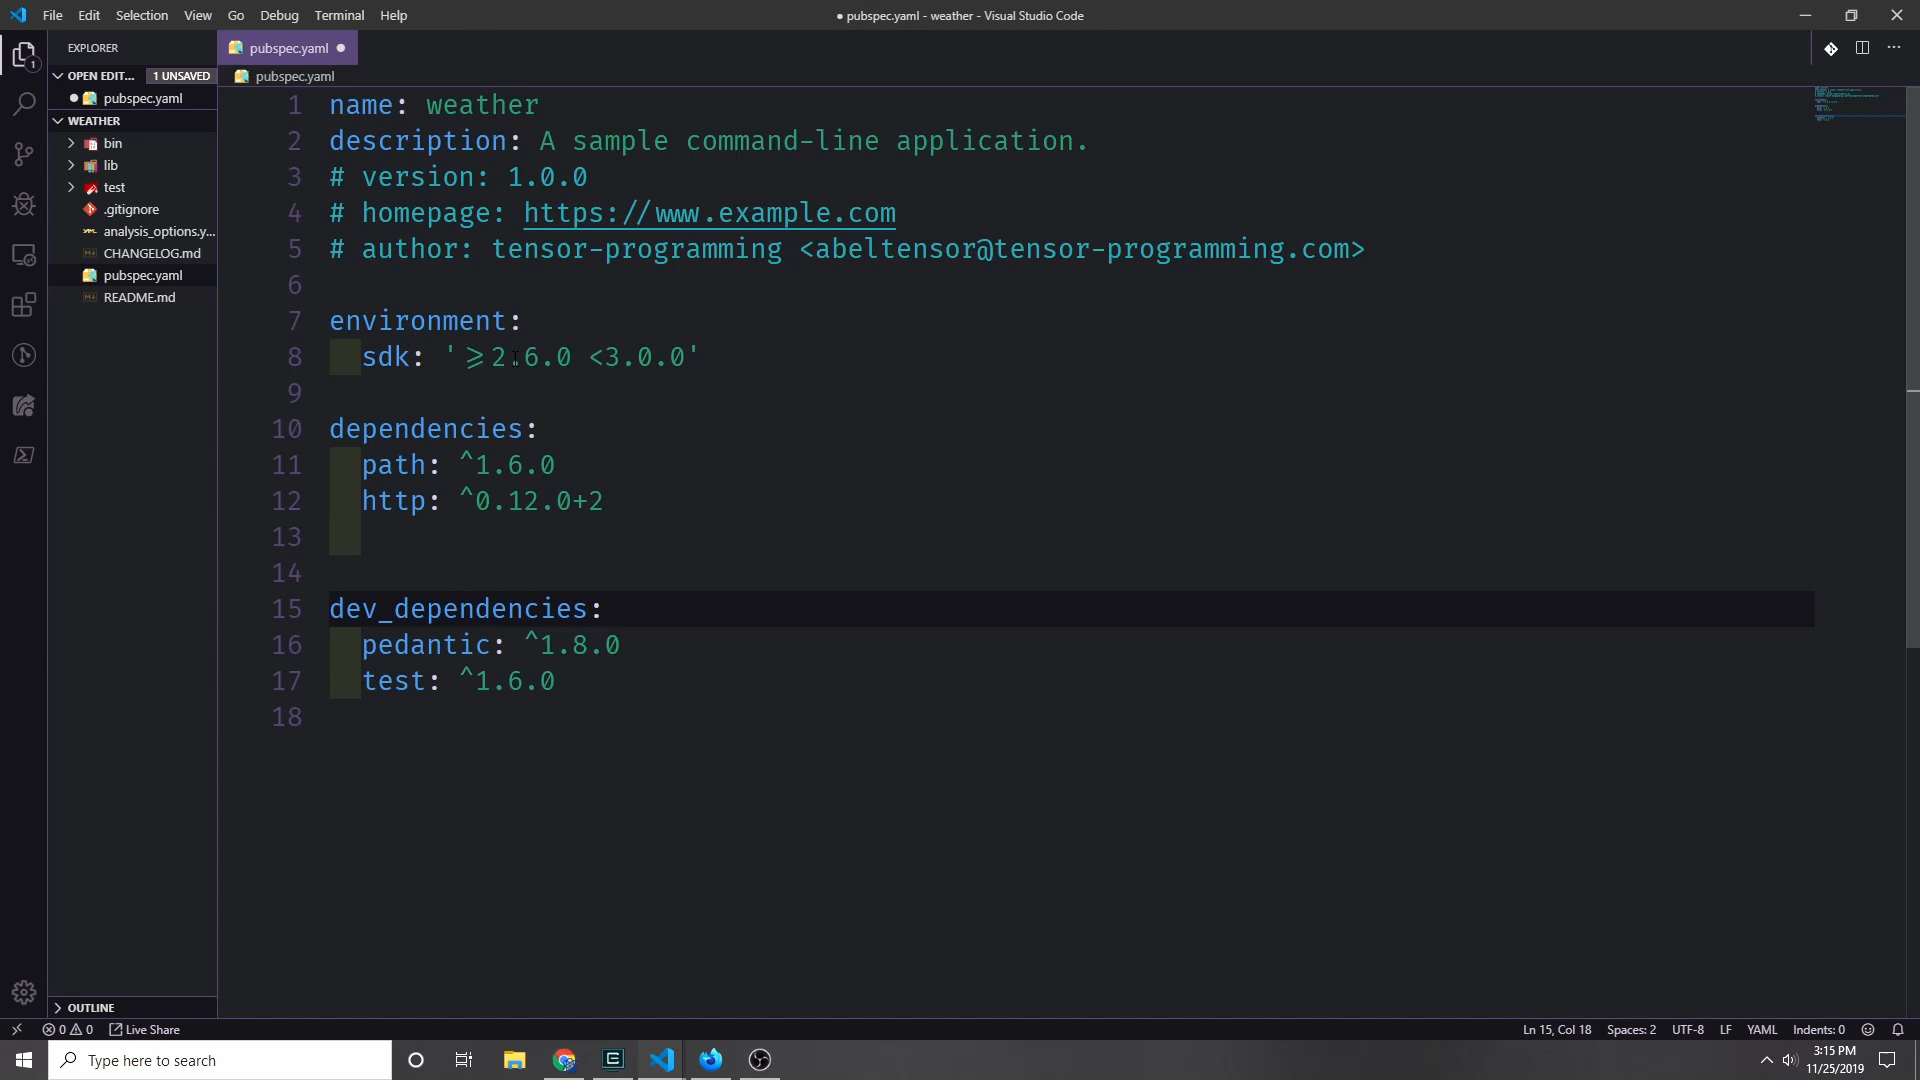 File Edit Selection View Go Debug Terminal Help
● pubspec.yaml - weather - Visual Studio Code
EXPLORER
pubspec.yaml
OPEN EDIT... 1 UNSAVED
pubspec.yaml
pubspec.yaml
WEATHER
bin
lib
test
.gitignore
analysis_options.y...
CHANGELOG.md
pubspec.yaml
README.md
1
1 name: weather
2 description: A sample command-line application.
3 # version: 1.0.0
4 # homepage: https://www.example.com
5 # author: tensor-programming <abeltensor@tensor-programming.com>
6
7 environment:
8 sdk: '>=2.6.0 <3.0.0'
9
10 dependencies:
11 path: ^1.6.0
12 http: ^0.12.0+2
13
14
15 dev_dependencies:
16 pedantic: ^1.8.0
17 test: ^1.6.0
18
OUTLINE
0 0 Live Share
Ln 15, Col 18 Spaces: 2 UTF-8 LF YAML Indents: 0
Type here to search
3:15 PM
11/25/2019